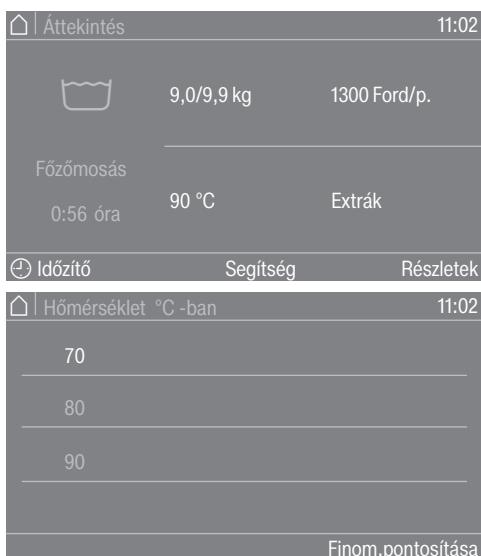 Áttekintés 11:02
9,0/9,9 kg 1300 Ford/p.
Főzőmosás
0:56 óra
90 °C Extrák
Időzítő Segítség Részletek
Hőmérséklet °C -ban 11:02
70
80
90
Finom.pontosítása